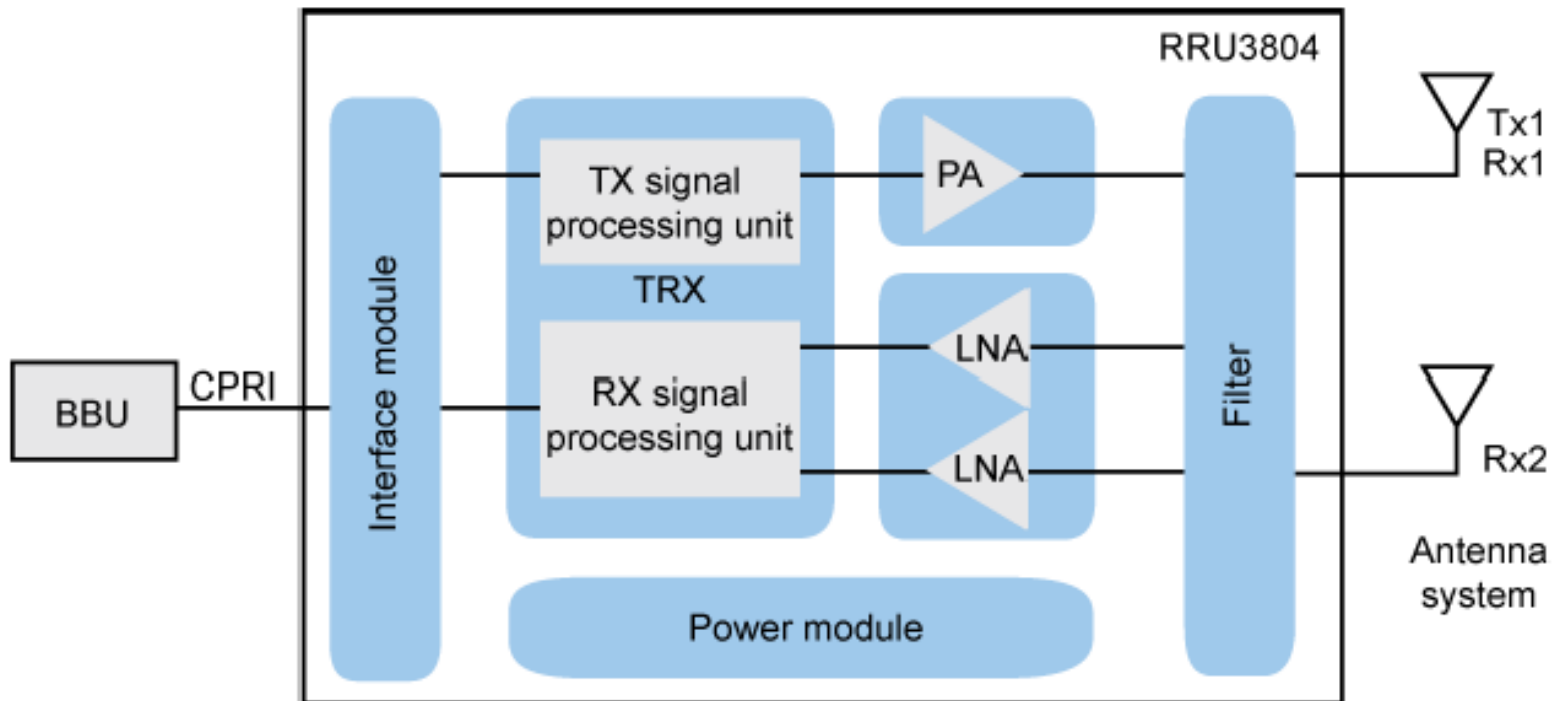 RRU3804
Tx1
Rx1
TX signal
processing unit
PA
TRX
Interface module
LNA
BBU
CPRI
RX signal
processing unit
Filter
LNA
Rx2
Antenna
system
Power module